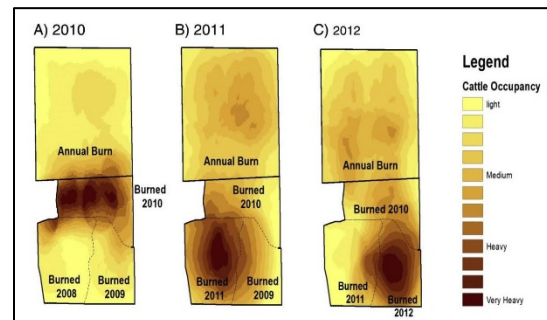 A) 2010
B) 2011
C) 2012
Annual Burn
Burned
2010
Burned
2008
Burned
2009
Annual Burn
Burned
2010
Burned
2011
Burned
2009
Annual Burn
Burned 2010
Burned
2011
Burned
2012
Legend
Cattle Occupancy
light
Medium
Heavy
Very Heavy